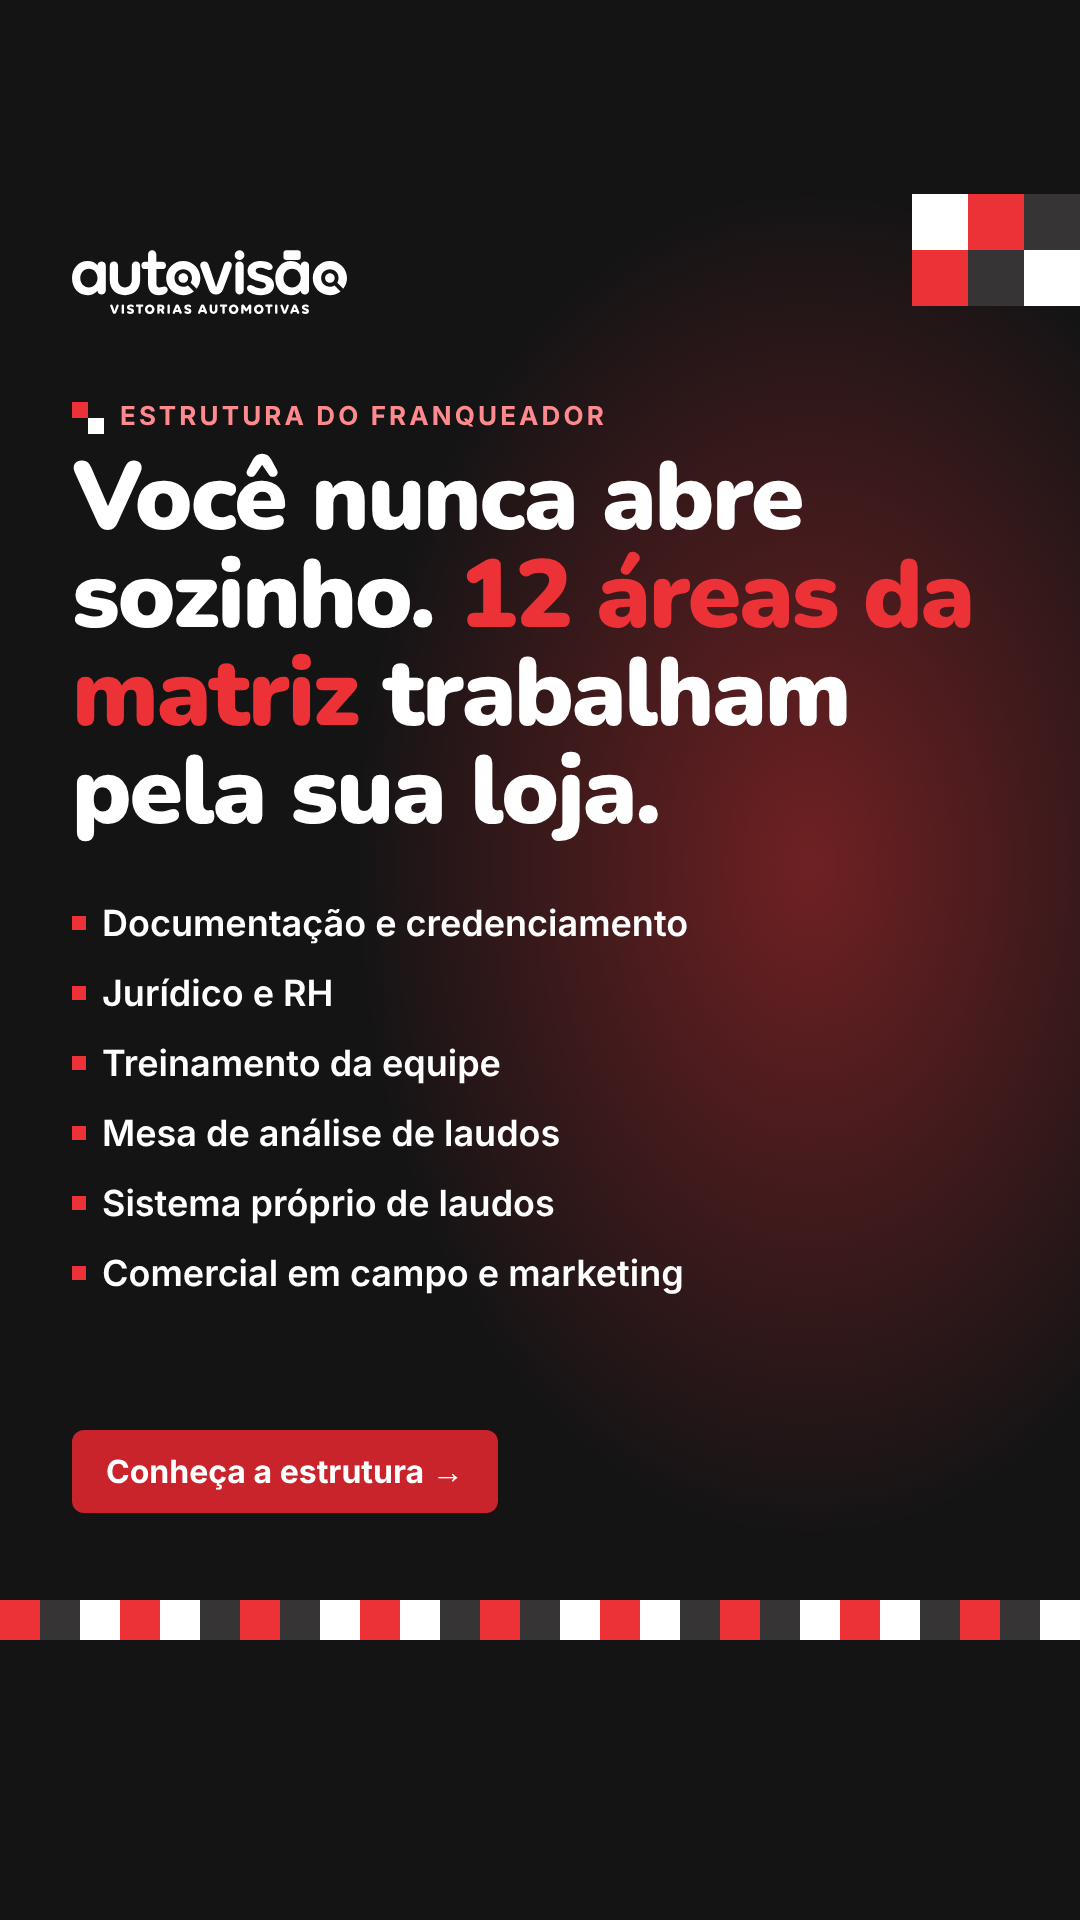 autovisão
VISTORIAS AUTOMOTIVAS
ESTRUTURA DO FRANQUEADOR
Você nunca abre
sozinho. 12 áreas da
matriz trabalham
pela sua loja.
Documentação e credenciamento
Jurídico e RH
Treinamento da equipe
Mesa de análise de laudos
Sistema próprio de laudos
Comercial em campo e marketing
Conheça a estrutura →